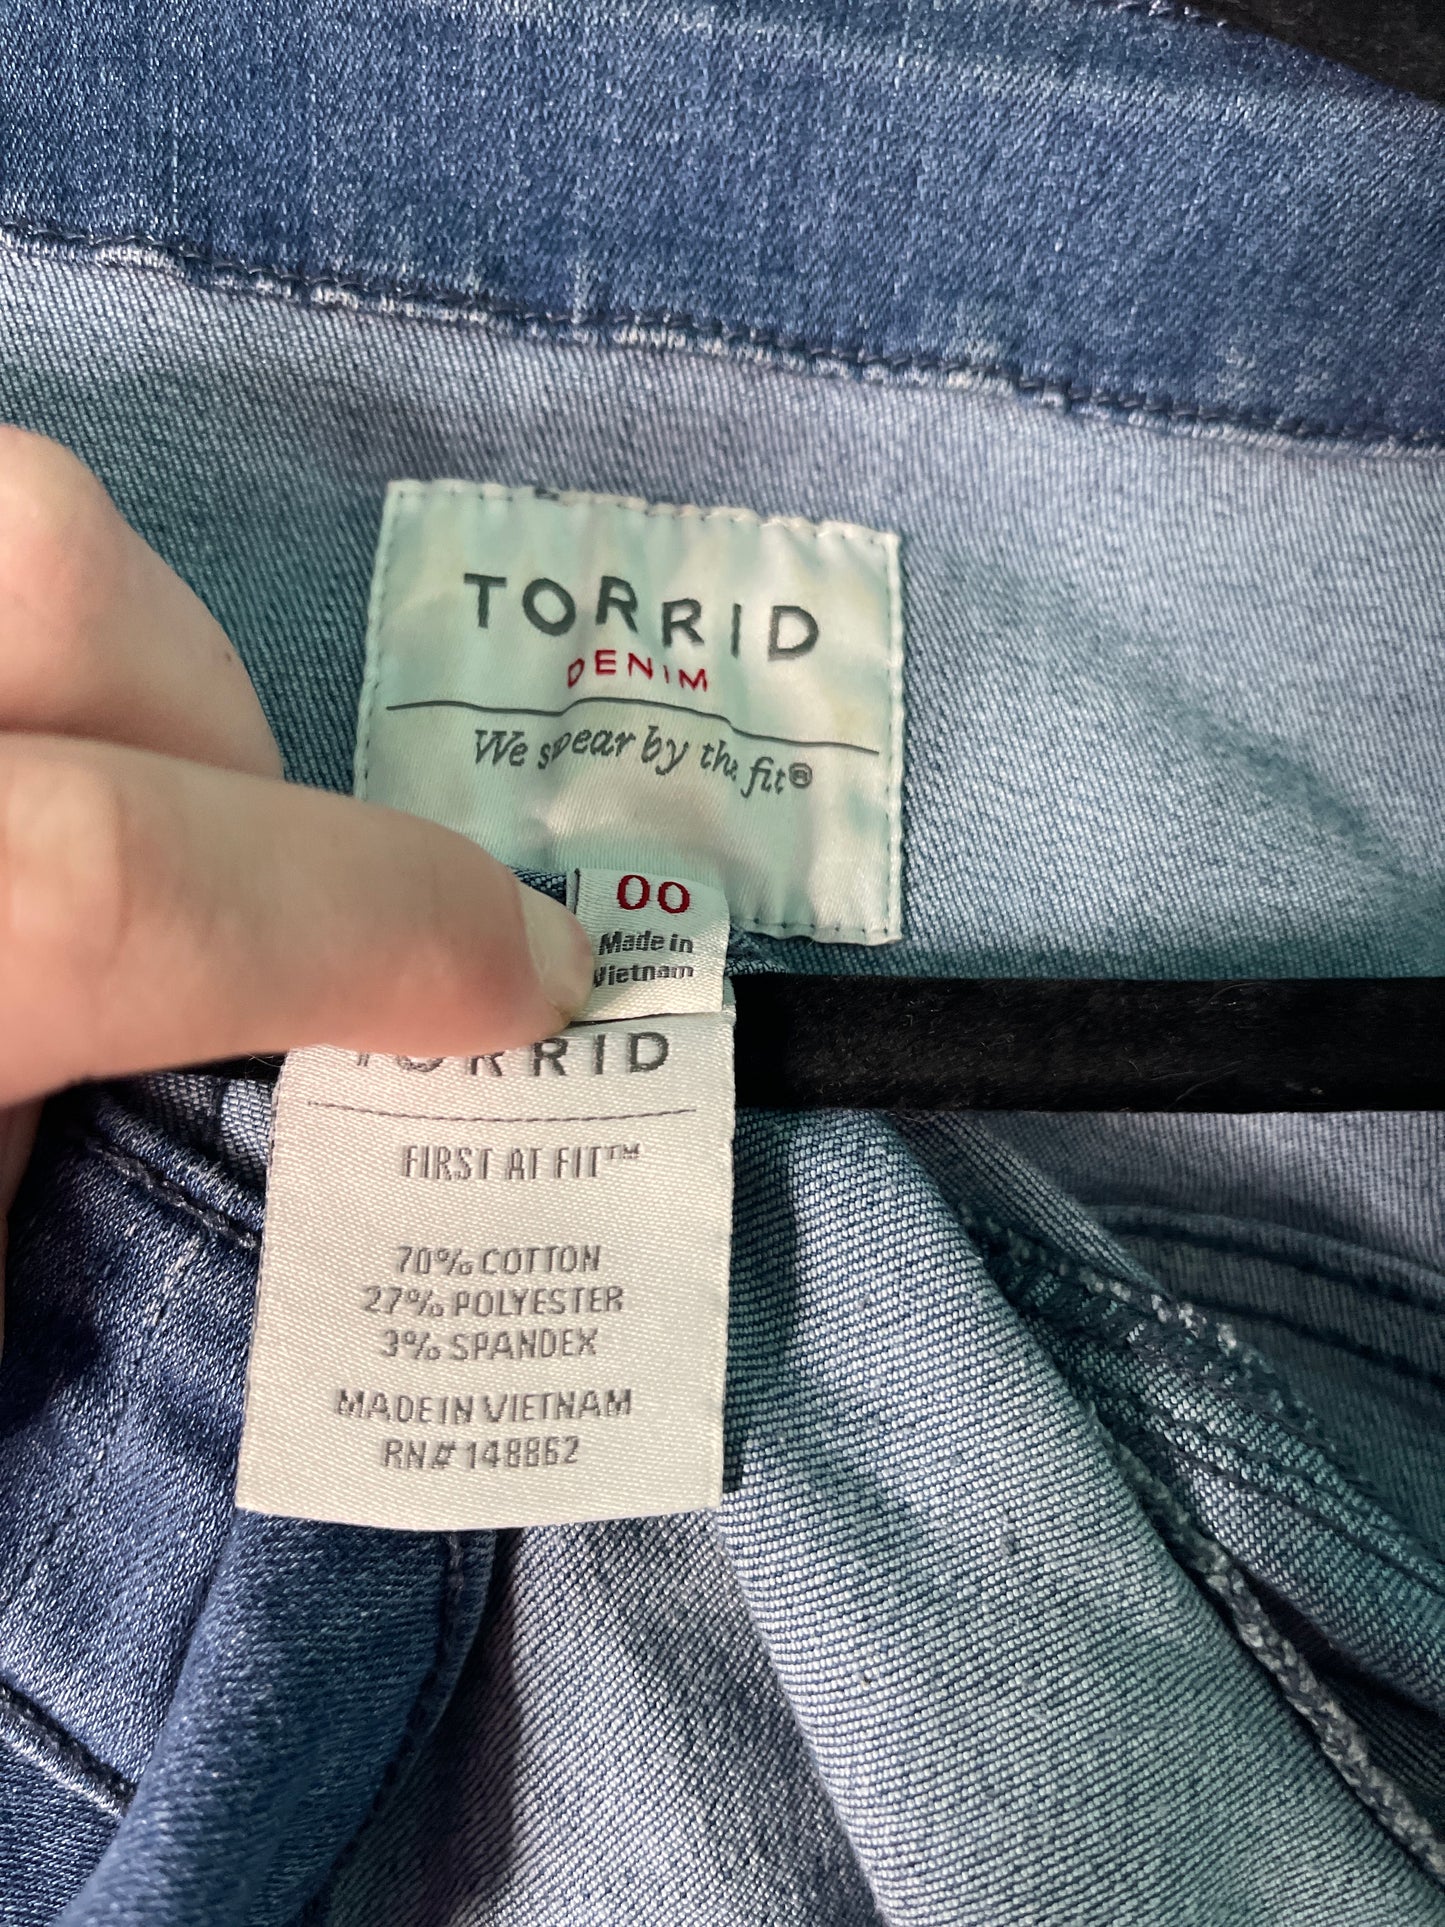 TORRID
DENIM
We swear by the fit®
00
Made in
Vietnam
TORRID
FIRST AT FIT™
70% COTTON
27% POLYESTER
3% SPANDEX
MADE IN VIETNAM
RN# 148862